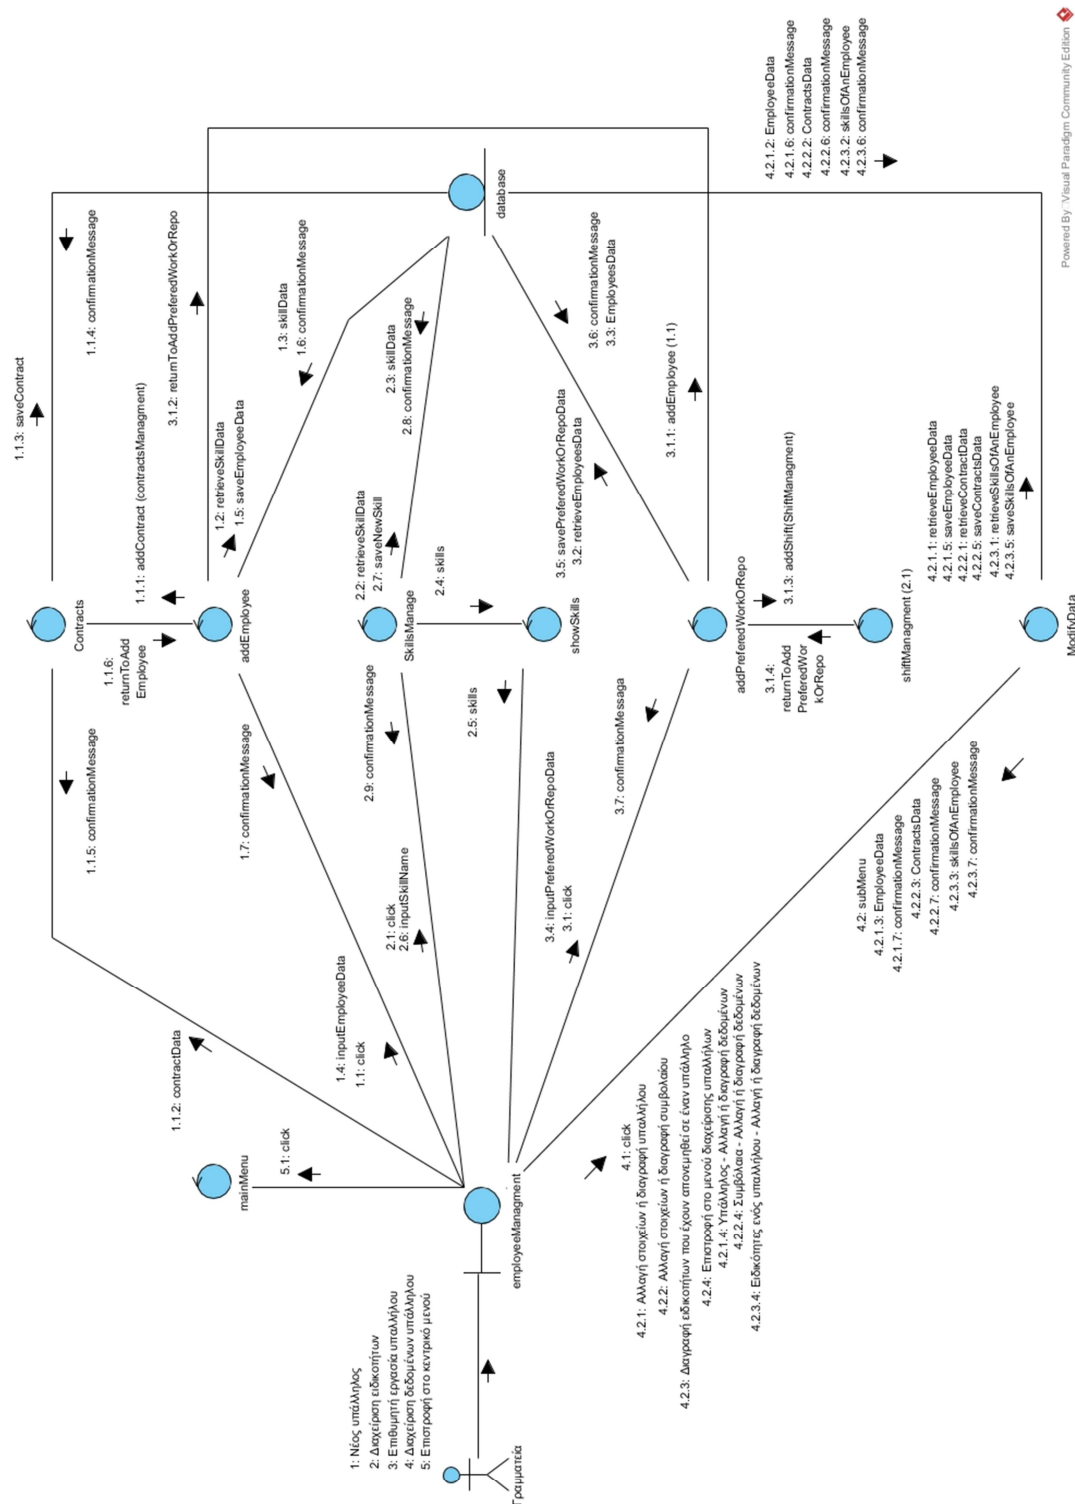 1.1.3: saveContract
1.1.4: confirmationMessage
Contracts
1.1.5: confirmationMessage
1.1.2: contractData
1.1.1: addContract (contractsManagment)
1.1.6:
returnToAdd
Employee
3.1.2: returnToAddPreferedWorkOrRepo
1.2: retrieveSkillData
1.5: saveEmployeeData
addEmployee
1.3: skillData
1.6: confirmationMessage
1.7: confirmationMessage
1.4: inputEmployeeData
1.1: click
5.1: click
mainMenu
2.3: skillData
2.8: confirmationMessage
2.2: retrieveSkillData
2.7: saveNewSkill
SkillsManage
2.9: confirmationMessage
2.1: click
2.6: inputSkillName
2.4: skills
showSkills
2.5: skills
database
3.6: confirmationMessage
3.3: EmployeesData
3.5: savePreferedWorkOrRepoData
3.2: retrieveEmployeesData
3.1.1: addEmployee (1.1)
addPreferedWorkOrRepo
3.4: inputPreferedWorkOrRepoData
3.1: click
3.7: confirmationMessaga
3.1.3: addShift(ShiftManagment)
3.1.4:
returnToAdd
PreferedWor
kOrRepo
shiftManagment (2.1)
4.2.1.2: EmployeeData
4.2.1.6: confirmationMessage
4.2.2.2: ContractsData
4.2.2.6: confirmationMessage
4.2.3.2: skillsOfAnEmployee
4.2.3.6: confirmationMessage
4.2.1.1: retrieveEmployeeData
4.2.1.5: saveEmployeeData
4.2.2.1: retrieveContractData
4.2.2.5: saveContractsData
4.2.3.1: retrieveSkillsOfAnEmployee
4.2.3.5: saveSkillsOfAnEmployee
ModifyData
4.2: subMenu
4.2.1.3: EmployeeData
4.2.1.7: confirmationMessage
4.2.2.3: ContractsData
4.2.2.7: confirmationMessage
4.2.3.3: skillsOfAnEmployee
4.2.3.7: confirmationMessage
employeeManagment
4.1: click
4.2.1: Αλλαγή στοιχείων ή διαγραφή υπαλλήλου
4.2.2: Αλλαγή στοιχείων ή διαγραφή συμβολαίου
4.2.3: Διαγραφή ειδικοτήτων που έχουν απονεμηθεί σε έναν υπάλληλο
4.2.4: Επιστροφή στο μενού διαχείρισης υπαλλήλων
4.2.1.4: Υπάλληλος - Αλλαγή ή διαγραφή δεδομένων
4.2.2.4: Συμβόλαια - Αλλαγή ή διαγραφή δεδομένων
4.2.3.4: Ειδικότητες ενός υπαλλήλου - Αλλαγή ή διαγραφή δεδομένων
1: Νέος υπάλληλος
2: Διαχείριση ειδικοτήτων
3: Επιθυμητή εργασία υπαλλήλου
4: Διαχείριση δεδομένων υπάλληλου
5: Επιστροφή στο κεντρικό μενού
Γραμματεία
Powered By Visual Paradigm Community Edition